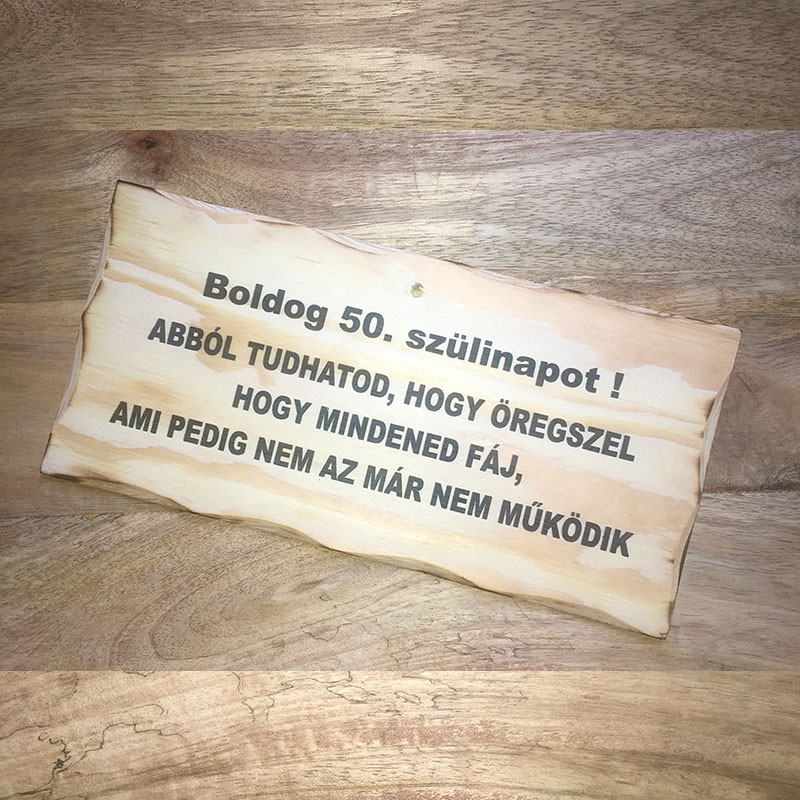 Boldog 50. szülinapot !
ABBÓL TUDHATOD, HOGY ÖREGSZEL
HOGY MINDENED FÁJ,
AMI PEDIG NEM AZ MÁR NEM MŰKÖDIK